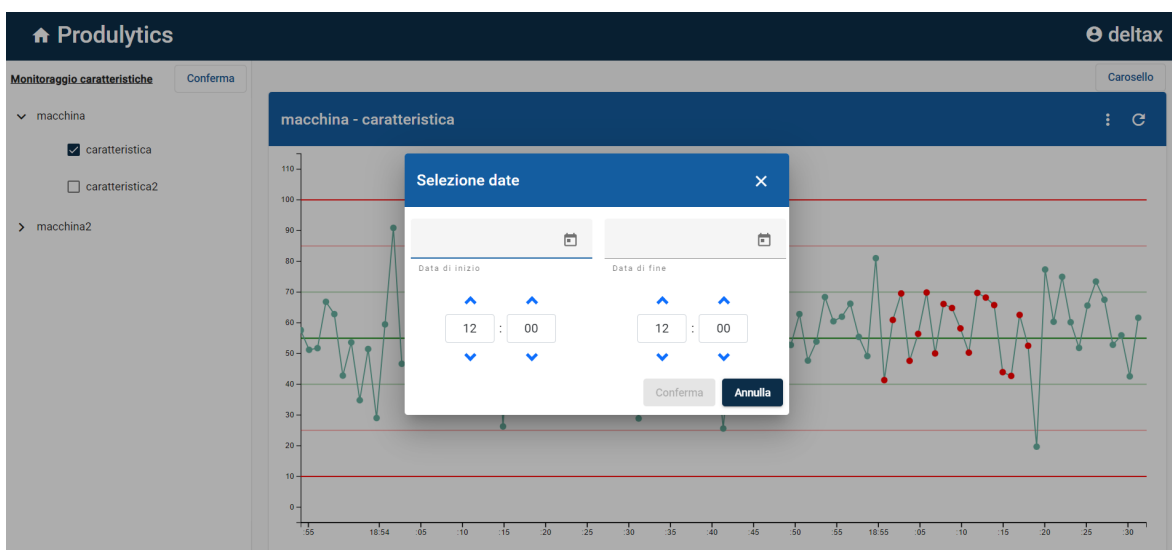 Produlytics
deltax
Monitoraggio caratteristiche
Conferma
Carosello
macchina
caratteristica
caratteristica2
macchina2
macchina - caratteristica
Selezione date
Data di inizio
Data di fine
12 : 00
12 : 00
Conferma
Annulla
110
100
90
80
70
60
50
40
30
20
10
0
:55 18:54 :05 :10 :15 :20 :25 :30 :35 :40 :45 :50 :55 18:55 :05 :10 :15 :20 :25 :30